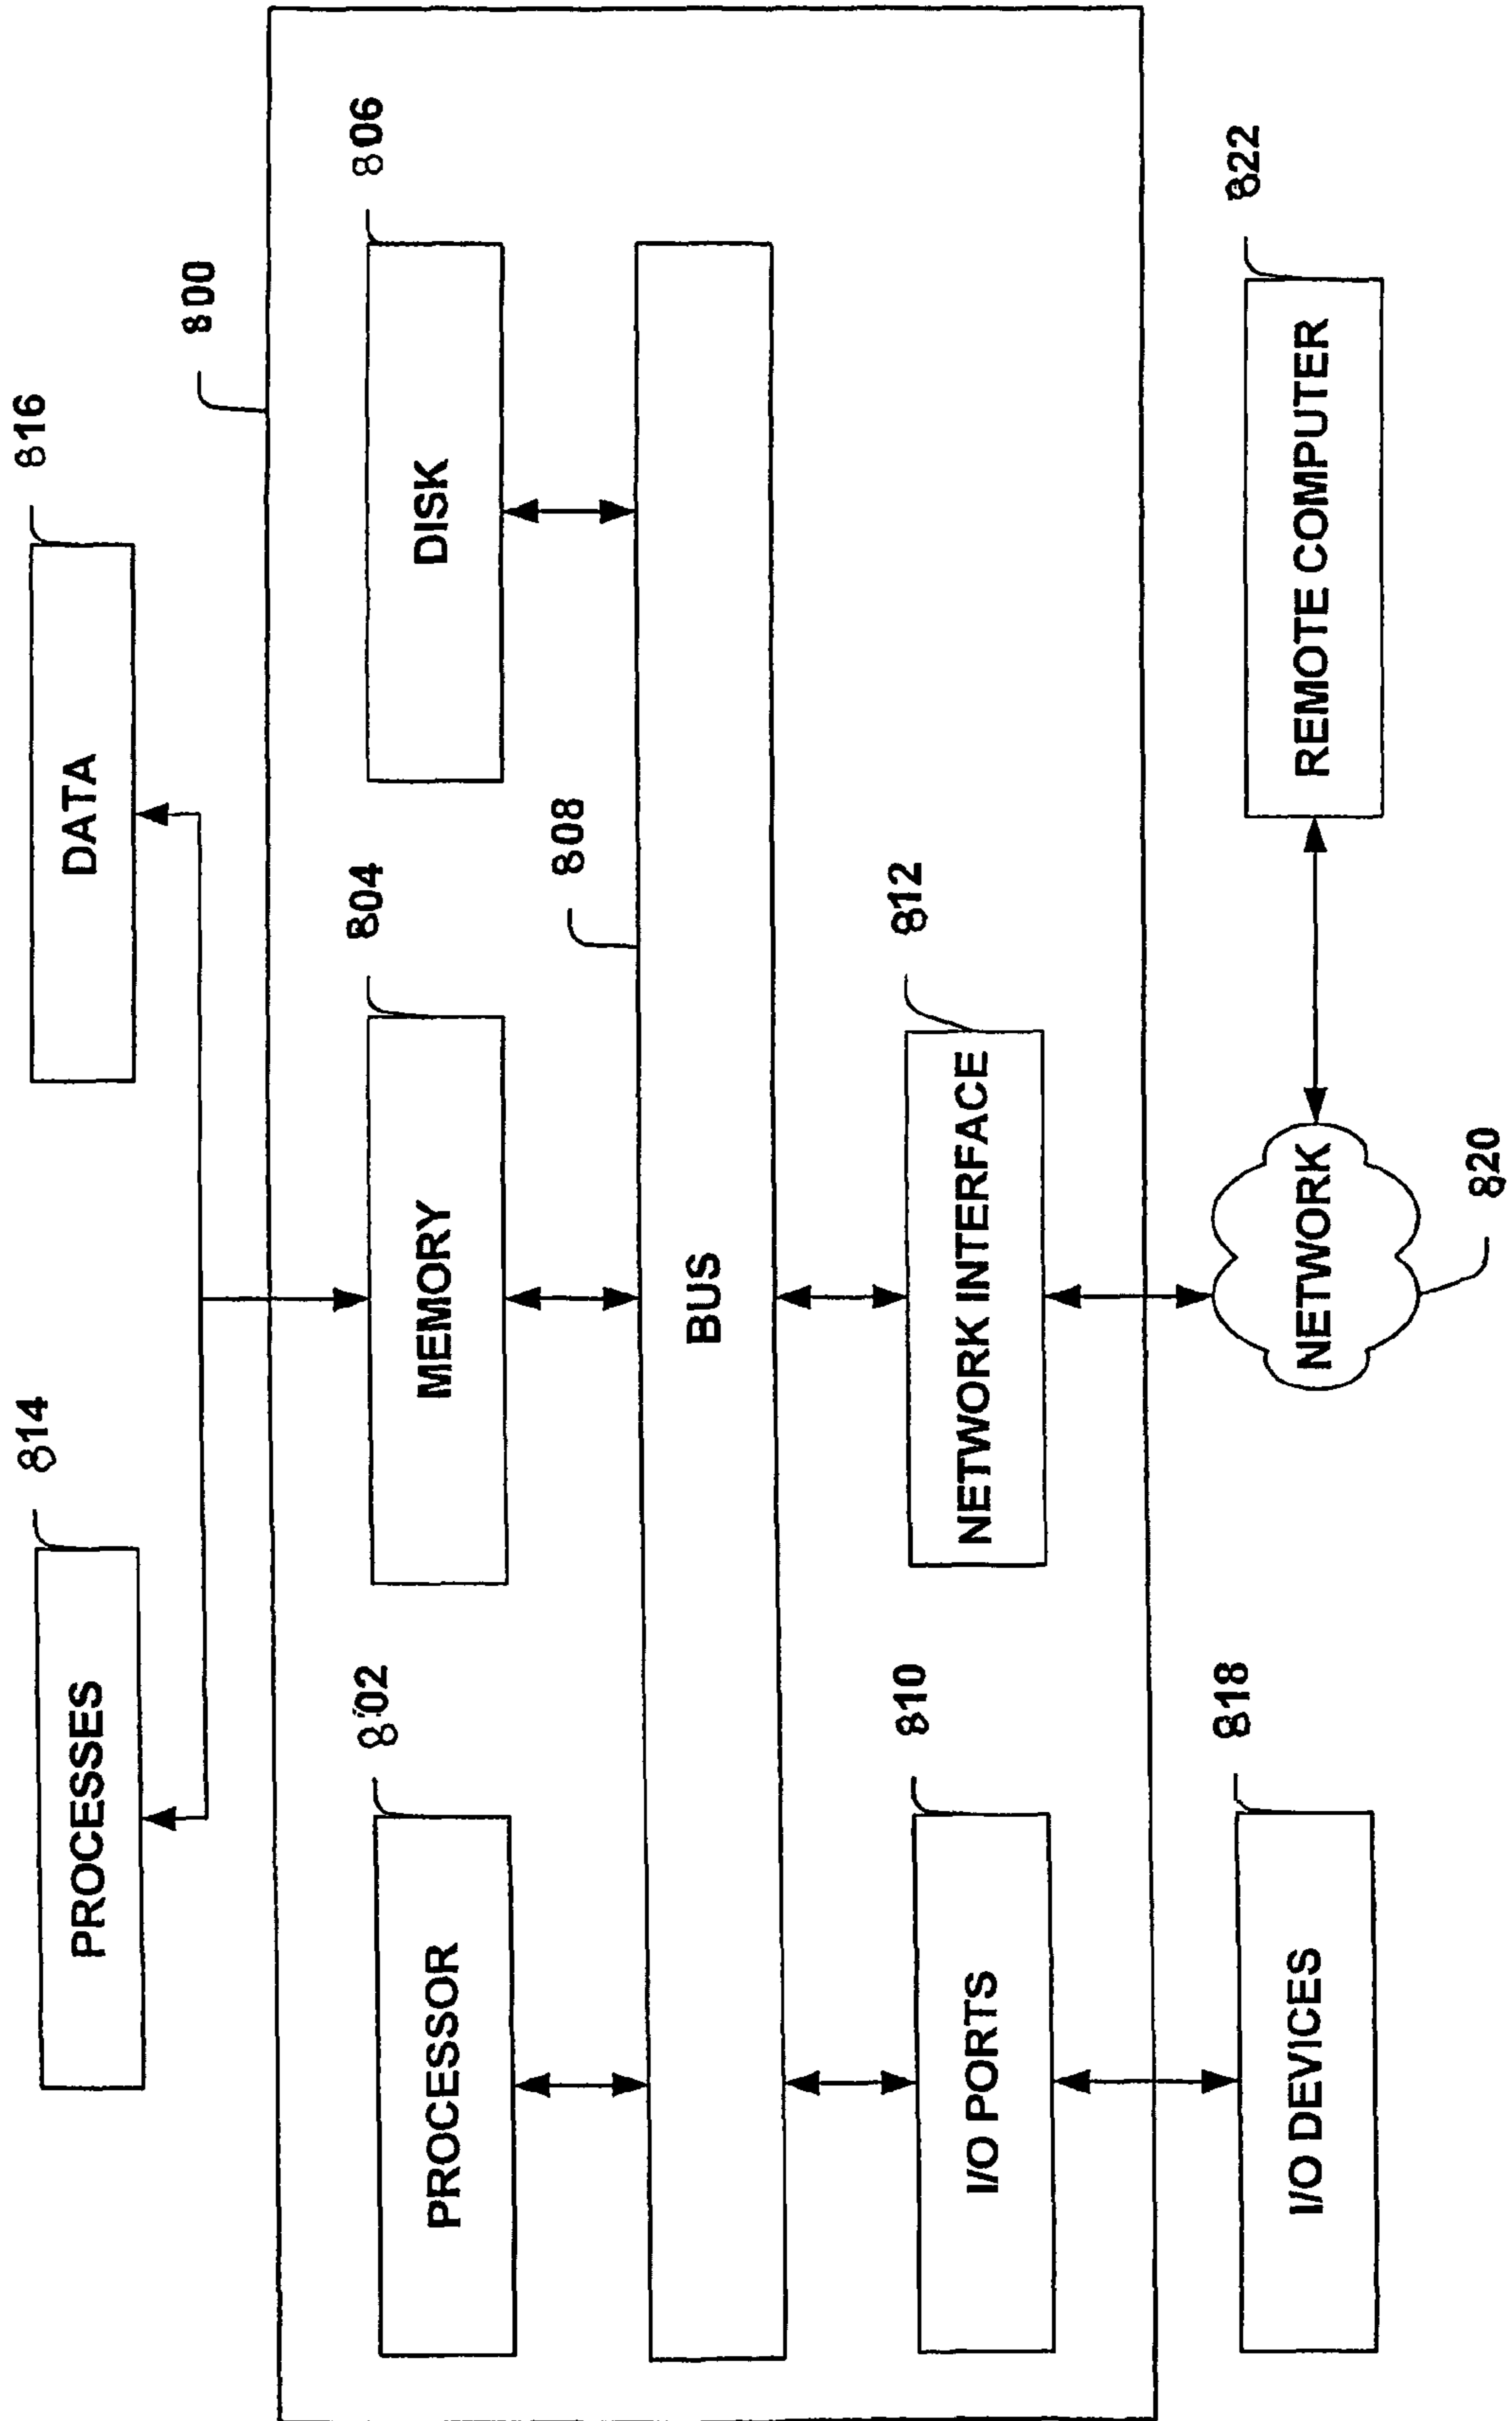 814
PROCESSES
816
DATA
800
802
PROCESSOR
804
MEMORY
806
DISK
808
BUS
810
I/O PORTS
812
NETWORK INTERFACE
818
I/O DEVICES
NETWORK
820
822
REMOTE COMPUTER